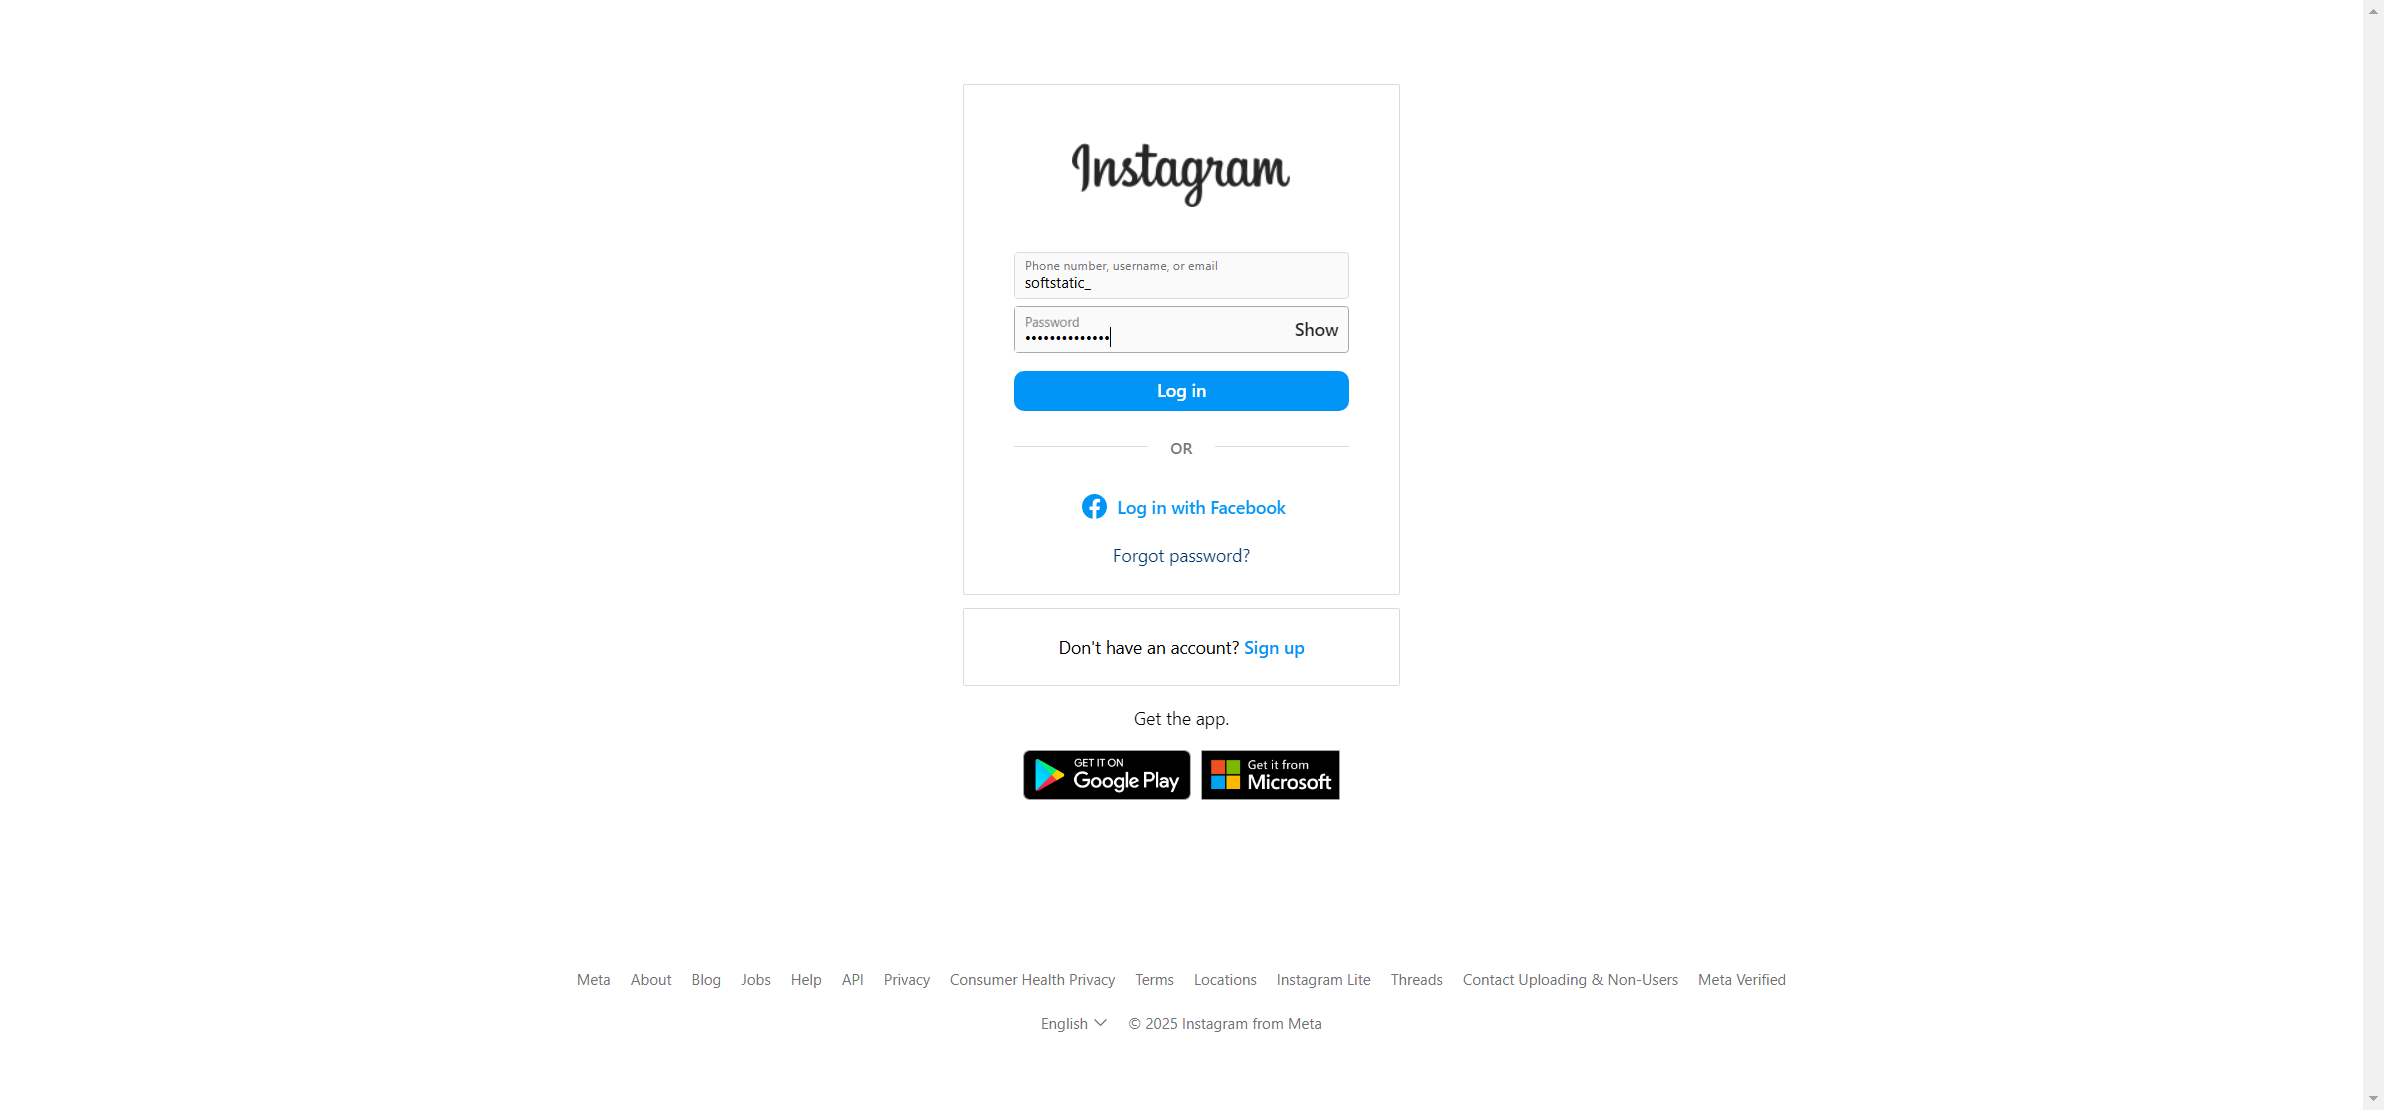 Instagram
Phone number, username, or email
softstatic_
Password
••••••••••••••
Show
Log in
OR
Log in with Facebook
Forgot password?
Don't have an account? Sign up
Get the app.
GET IT ON
Google Play
Get it from
Microsoft
Meta About Blog Jobs Help API Privacy Consumer Health Privacy Terms Locations Instagram Lite Threads Contact Uploading & Non-Users Meta Verified
English © 2025 Instagram from Meta